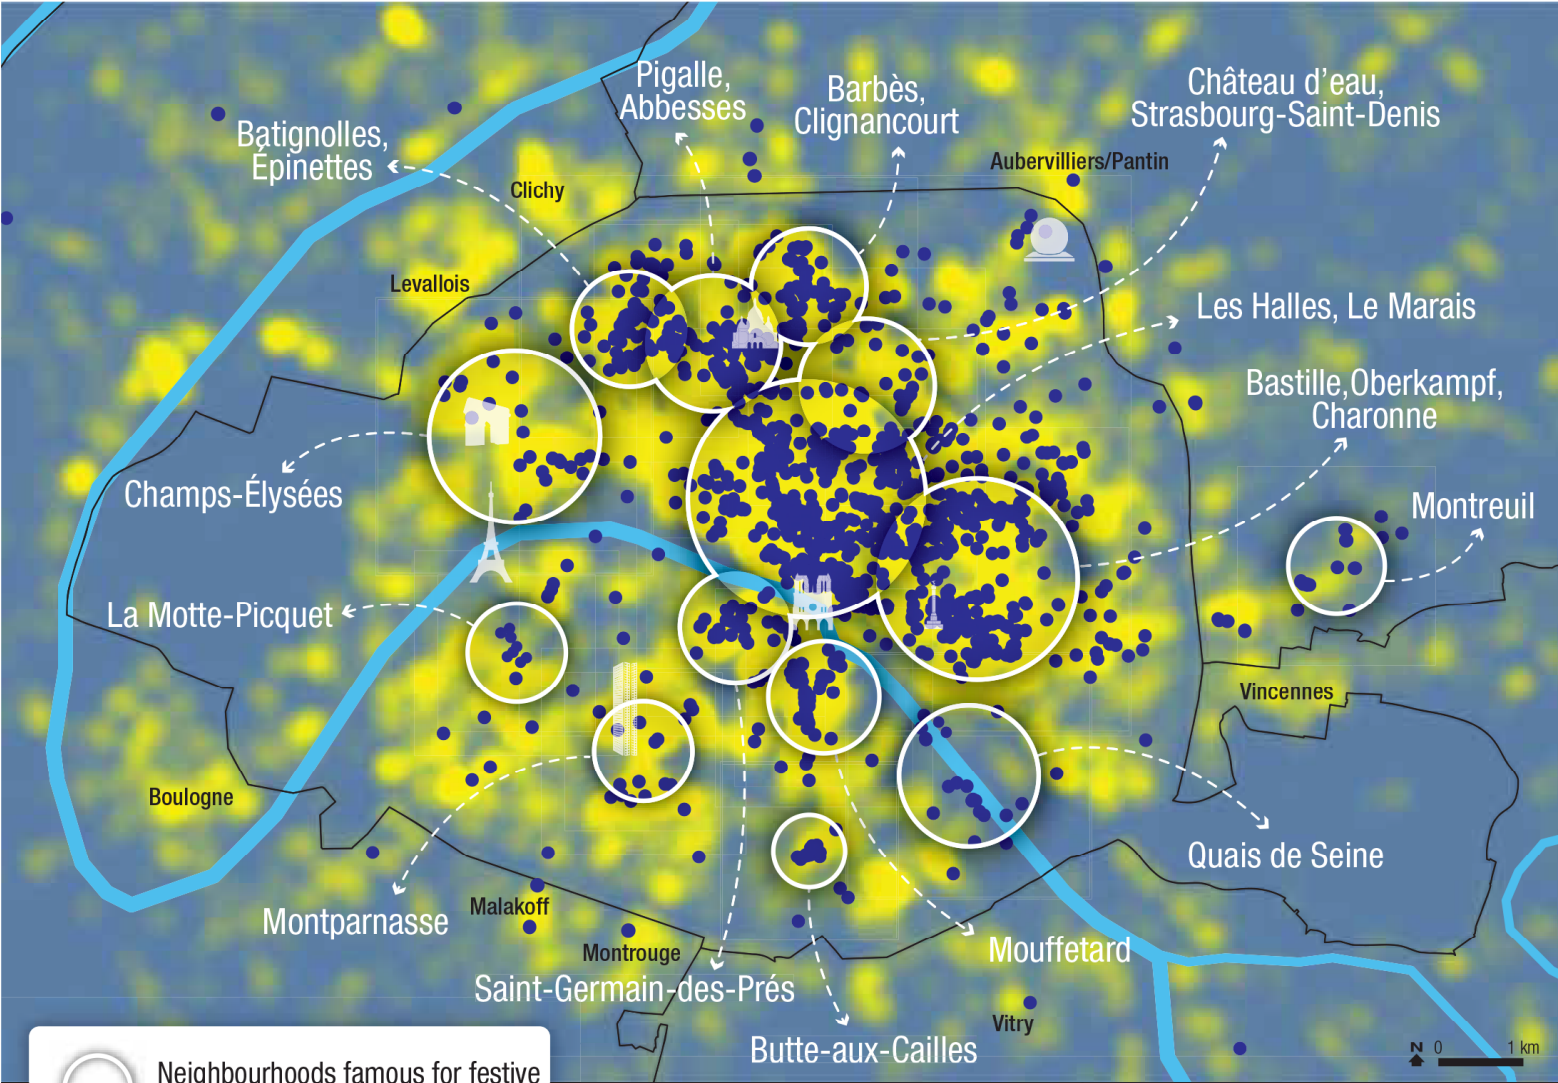 Pigalle,
Abbesses
Barbès,
Clignancourt
Château d'eau,
Strasbourg-Saint-Denis
Batignolles,
Épinettes
Aubervilliers/Pantin
Clichy
Levallois
Les Halles, Le Marais
Bastille,Oberkampf,
Charonne
Champs-Élysées
Montreuil
La Motte-Picquet
Vincennes
Boulogne
Quais de Seine
Montparnasse
Malakoff
Montrouge
Mouffetard
Saint-Germain-des-Prés
Vitry
Butte-aux-Cailles
N 0 1 km
Neighbourhoods famous for festive